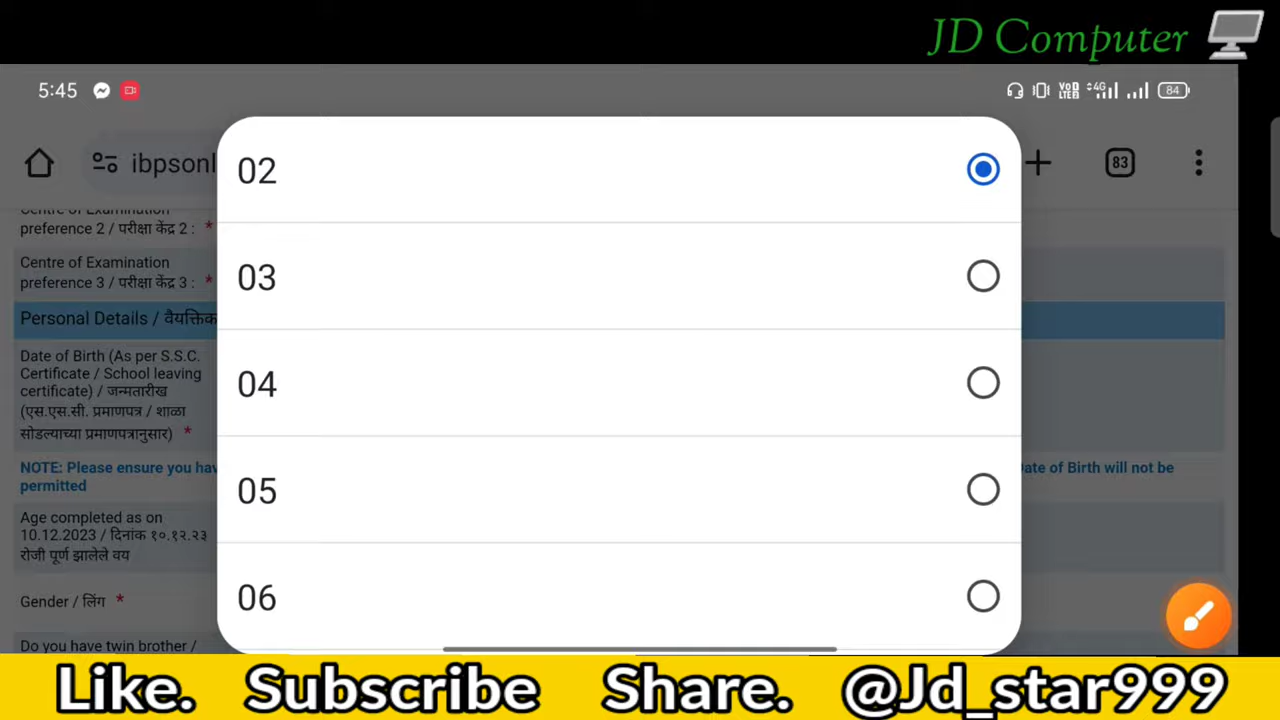 JD Computer
5:45
VoD LTE2 4G 84
ibpsonl
83
Centre of Examination
preference 2 / परीक्षा केंद्र 2 : *
Centre of Examination
preference 3 / परीक्षा केंद्र 3 : *
Personal Details / वैयक्तिक
Date of Birth (As per S.S.C.
Certificate / School leaving
certificate) / जन्मतारीख
(एस.एस.सी. प्रमाणपत्र / शाळा
सोडल्याच्या प्रमाणपत्रानुसार) *
NOTE: Please ensure you hav
ate of Birth will not be
permitted
Age completed as on
10.12.2023 / दिनांक १०.१२.२३
रोजी पूर्ण झालेले वय
Gender / लिंग *
Do you have twin brother /
02
03
04
05
06
Like. Subscribe Share. @Jd_star999